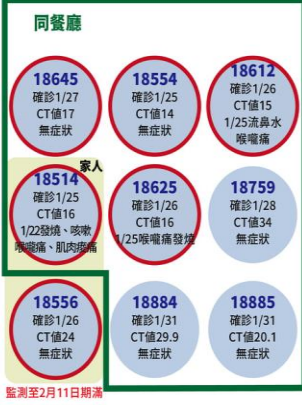 同餐廳
18645
確診1/27
CT值17
無症狀
18554
確診1/25
CT值14
無症狀
18612
確診1/26
CT值15
1/25流鼻水
喉嚨痛
家人
18514
確診1/25
CT值16
1/22發燒、咳嗽
喉嚨痛、肌肉痠痛
18625
確診1/26
CT值16
1/25喉嚨痛發燒
18759
確診1/28
CT值34
無症狀
18556
確診1/26
CT值24
無症狀
18884
確診1/31
CT值29.9
無症狀
18885
確診1/31
CT值20.1
無症狀
監測至2月11日期滿